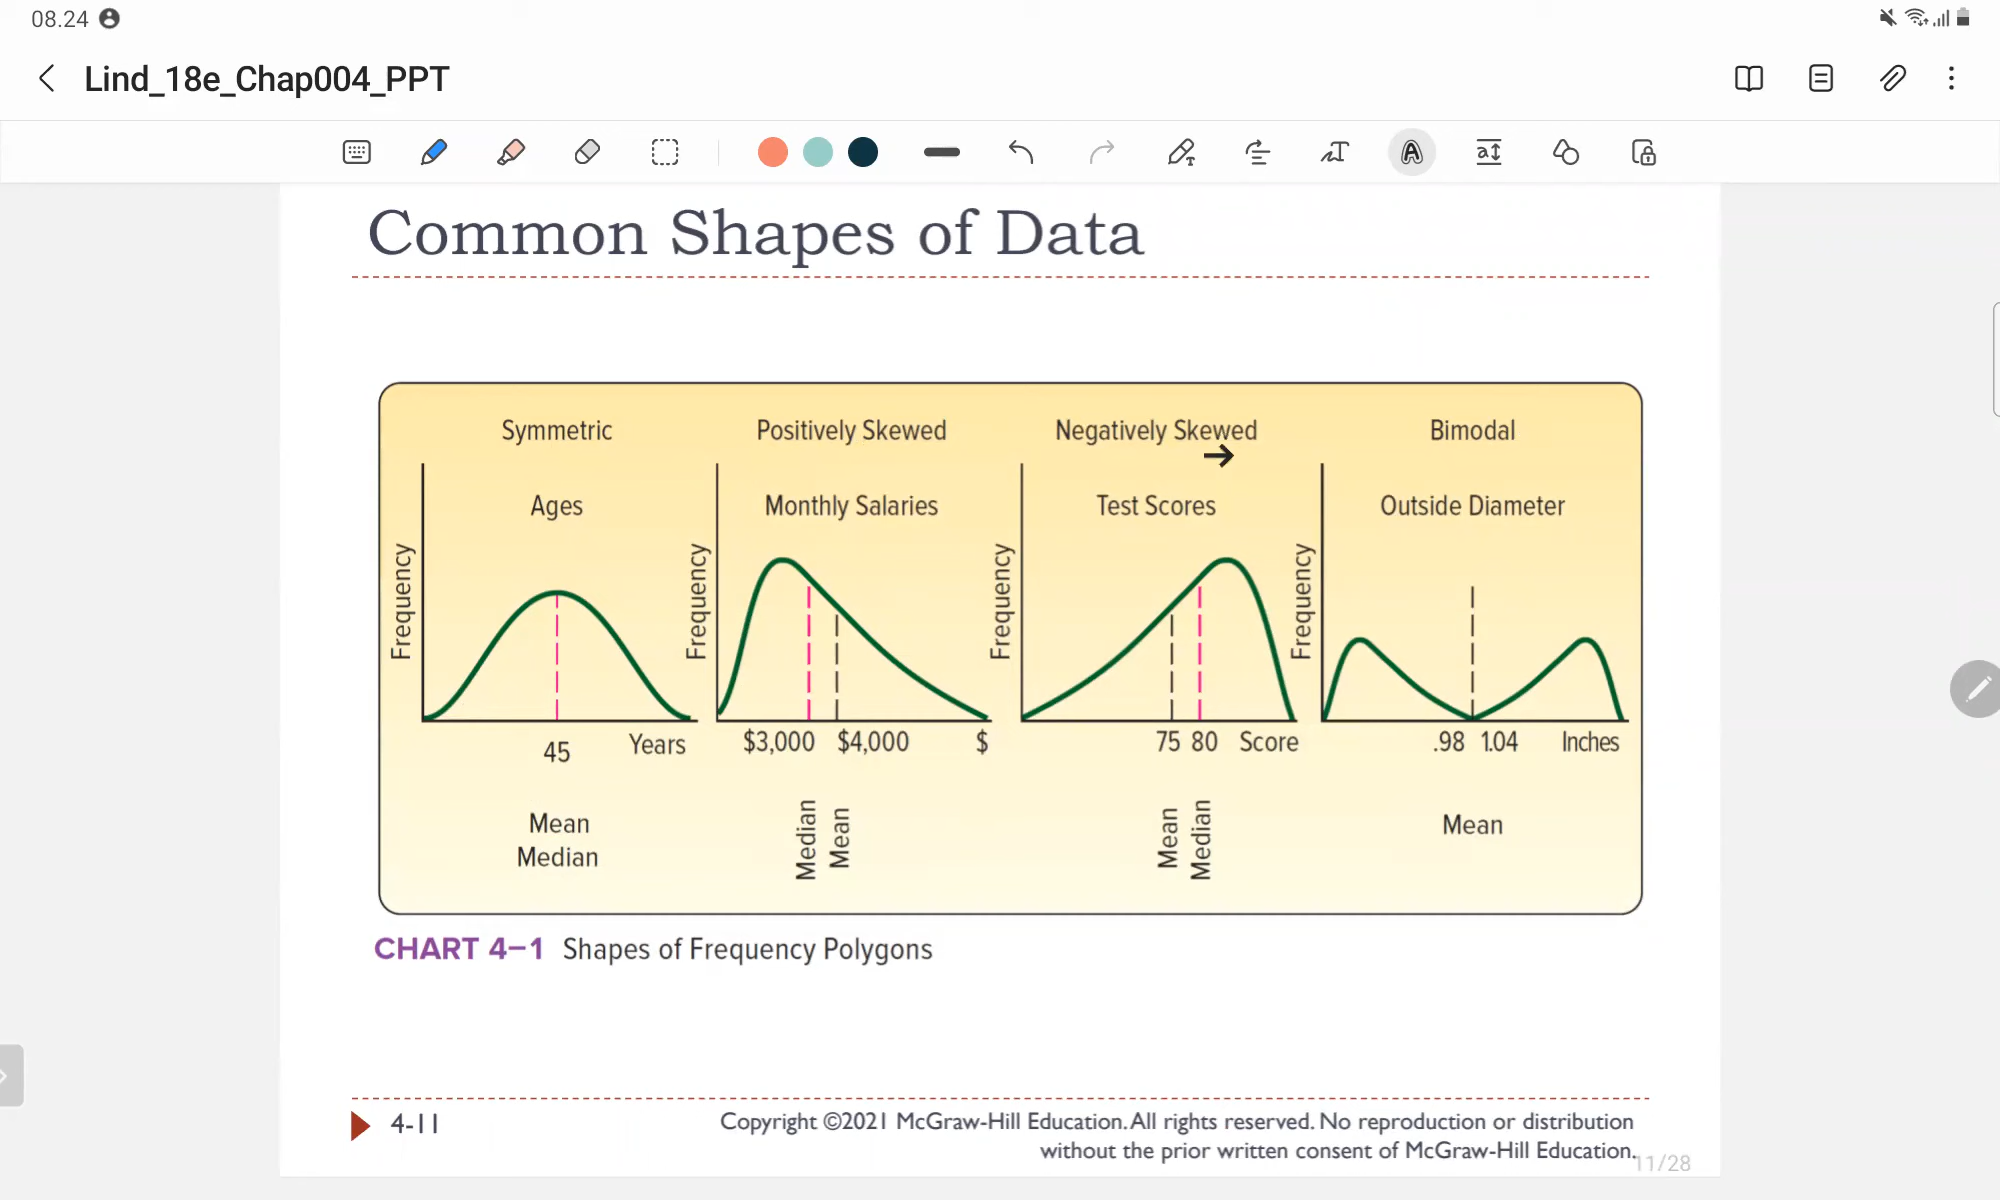 08.24
Lind_18e_Chap004_PPT
Common Shapes of Data
Symmetric
Positively Skewed
Negatively Skewed
Bimodal
Ages
Monthly Salaries
Test Scores
Outside Diameter
Frequency
Frequency
Frequency
Frequency
45
Years
$3,000
$4,000
$
75
80
Score
.98
1.04
Inches
Mean
Median
Median
Mean
Mean
Median
Mean
CHART 4–1 Shapes of Frequency Polygons
4-11
Copyright ©2021 McGraw-Hill Education. All rights reserved. No reproduction or distribution
without the prior written consent of McGraw-Hill Education.
11/28